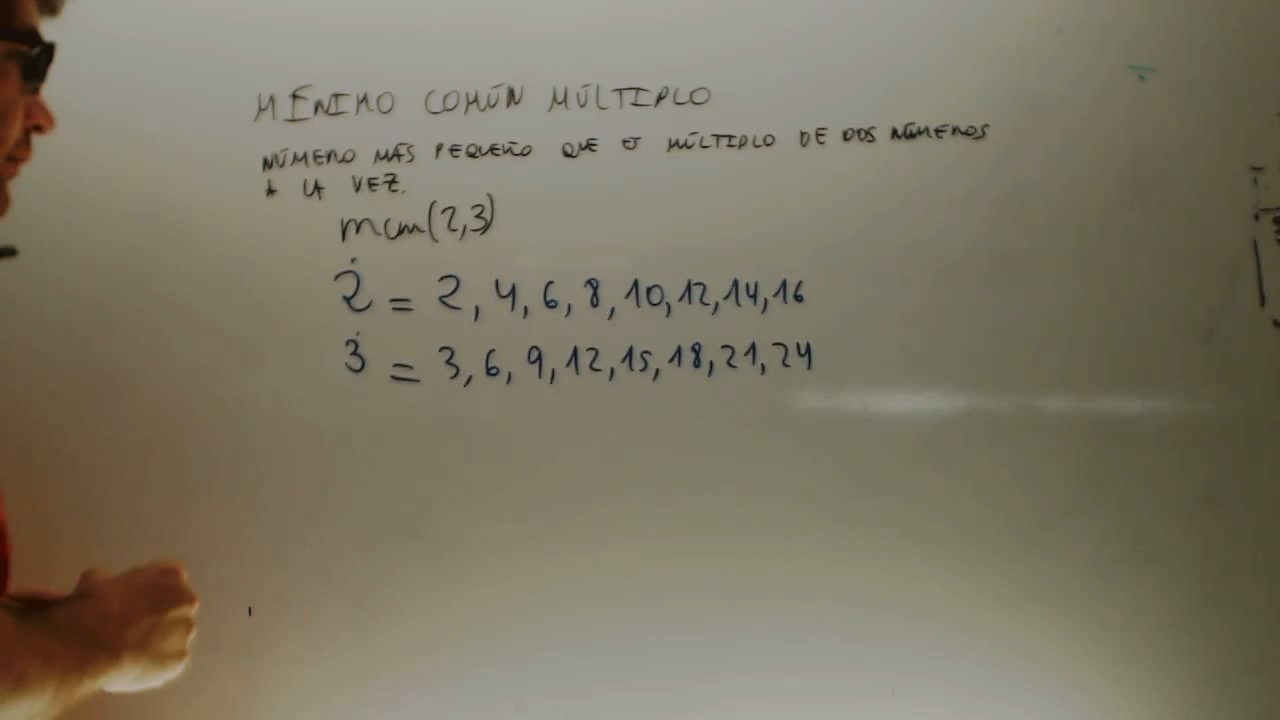 MÍNIMO COMÚN MÚLTIPLO
NÚMERO MÁS PEQUEÑO QUE ES MÚLTIPLO DE DOS NÚMEROS
A LA VEZ.
mcm(2,3)
2̇ = 2, 4, 6, 8, 10, 12, 14, 16
3̇ = 3, 6, 9, 12, 15, 18, 21, 24